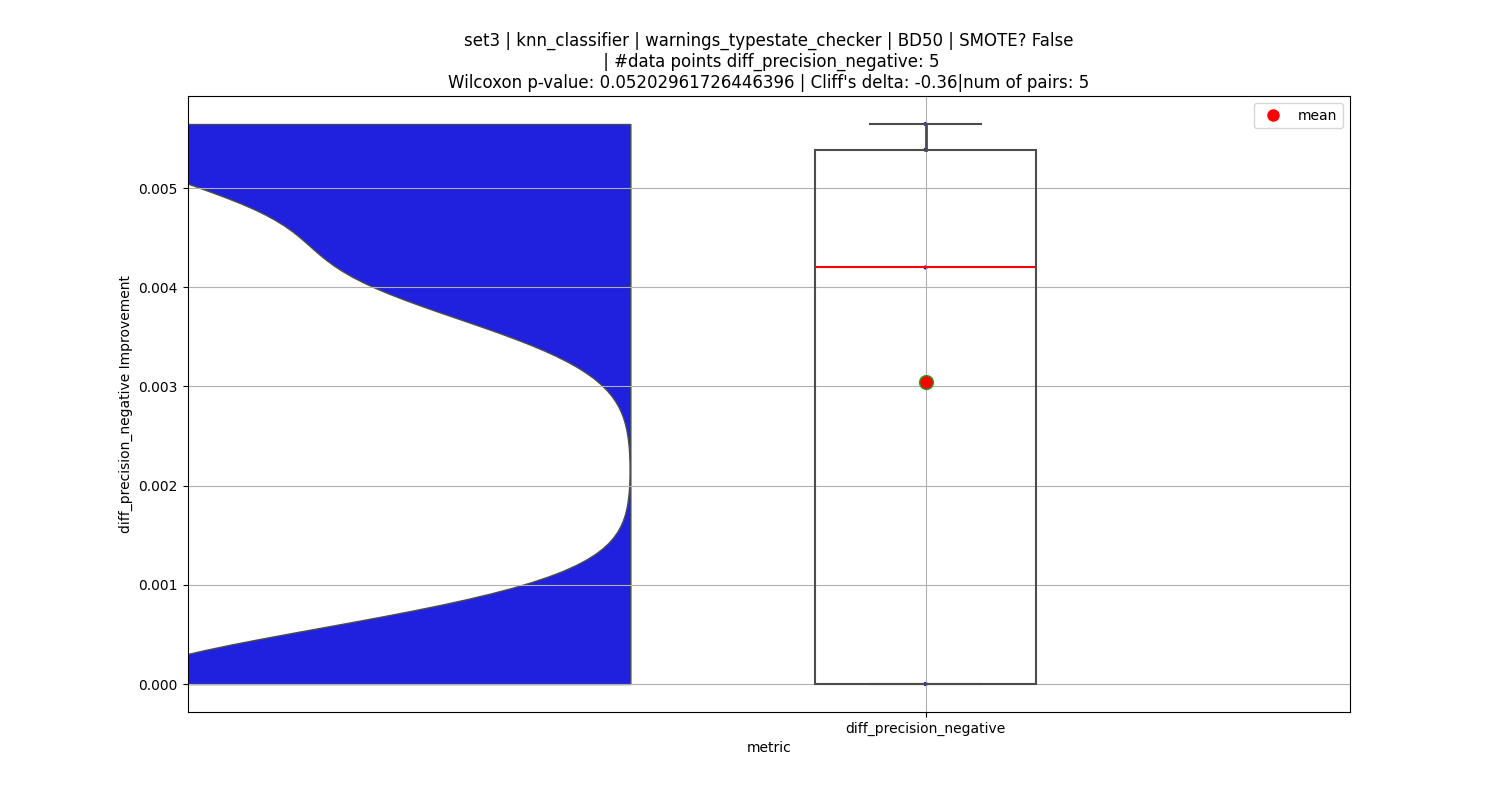 set3 | knn_classifier | warnings_typestate_checker | BD50 | SMOTE? False
| #data points diff_precision_negative: 5
Wilcoxon p-value: 0.05202961726446396 | Cliff's delta: -0.36|num of pairs: 5
mean
diff_precision_negative Improvement
0.005
0.004
0.003
0.002
0.001
0.000
diff_precision_negative
metric